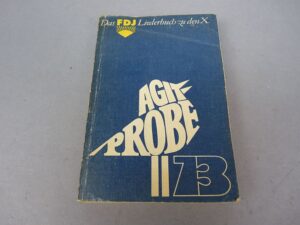 Das FDJ Liederbuch zu den X.
AGIT-
PROBE
II 73